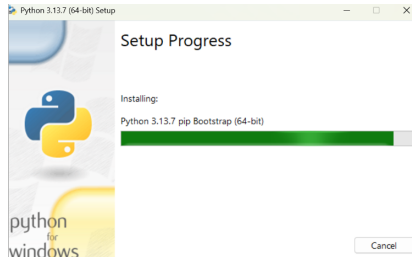 Python 3.13.7 (64-bit) Setup
Setup Progress
Installing:
Python 3.13.7 pip Bootstrap (64-bit)
python
for
windows
Cancel